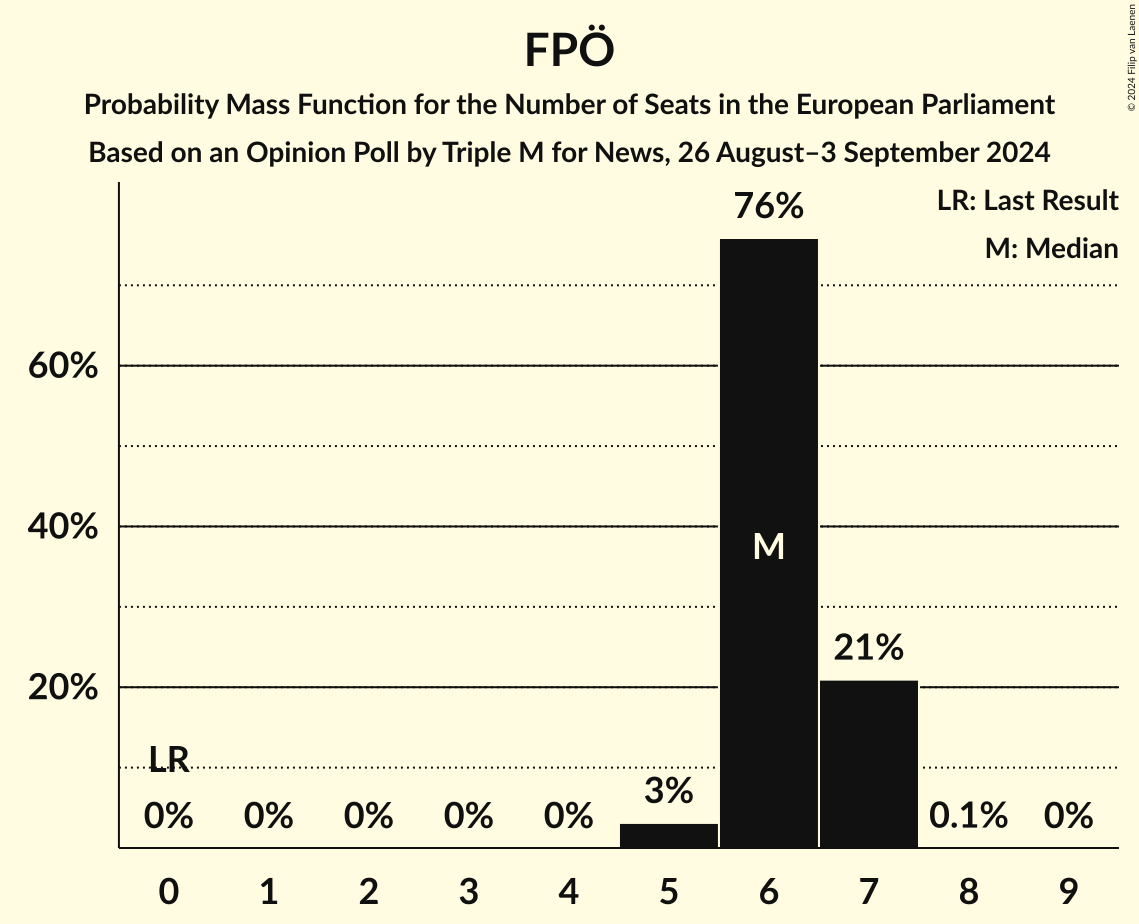 FPÖ
Probability Mass Function for the Number of Seats in the European Parliament
Based on an Opinion Poll by Triple M for News, 26 August–3 September 2024
© 2024 Filip van Laenen
LR: Last Result
M: Median
76%
60%
40%
M
21%
20%
LR
3%
0% 0% 0% 0% 0% 0.1% 0%
0 1 2 3 4 5 6 7 8 9